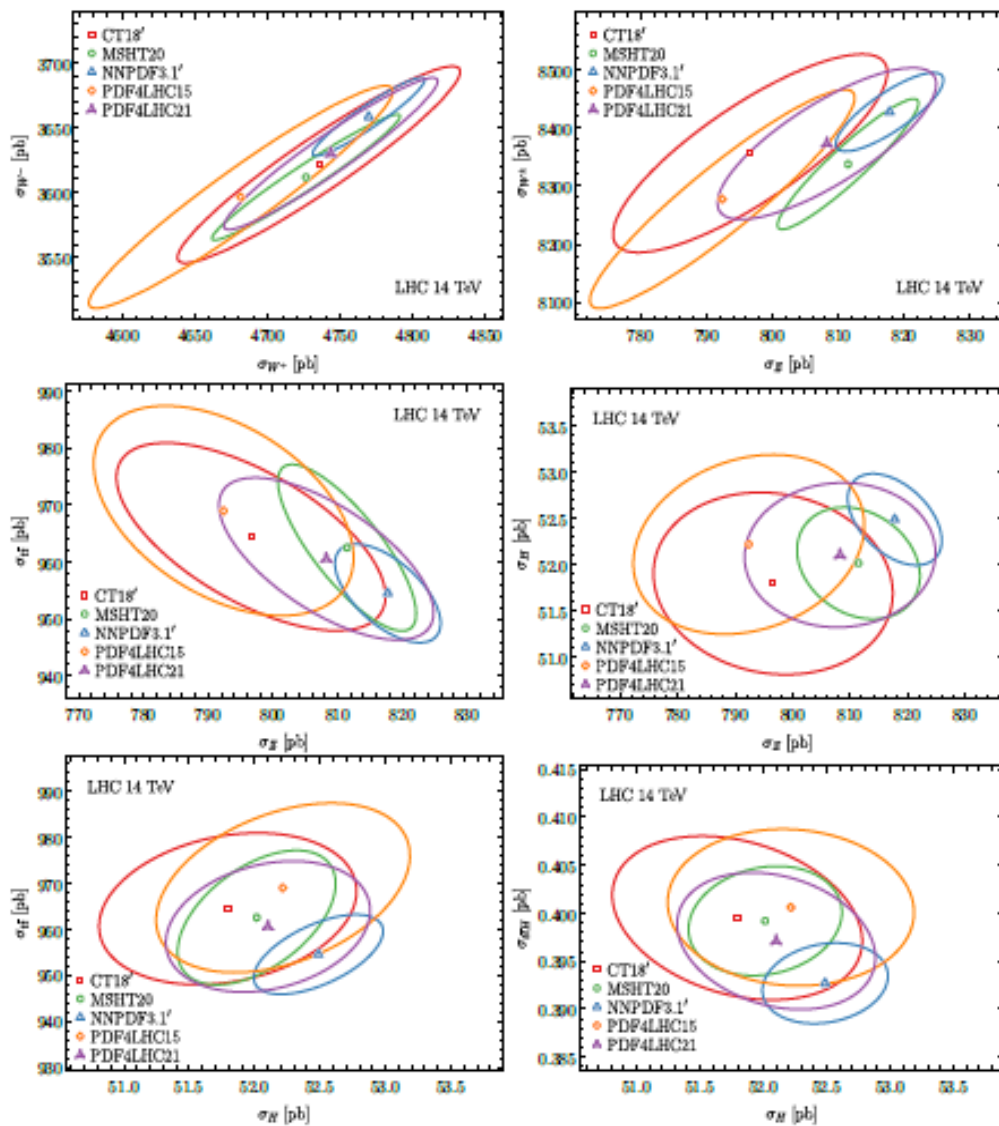 CT18′
MSHT20
NNPDF3.1′
PDF4LHC15
PDF4LHC21
3700
3650
3600
3550
σW− [pb]
LHC 14 TeV
4600 4650 4700 4750 4800 4850
σW+ [pb]
CT18′
MSHT20
NNPDF3.1′
PDF4LHC15
PDF4LHC21
8500
8400
8300
8200
8100
σW± [pb]
LHC 14 TeV
780 790 800 810 820 830
σZ [pb]
990
980
970
960
950
940
σtt̄ [pb]
LHC 14 TeV
CT18′
MSHT20
NNPDF3.1′
PDF4LHC15
PDF4LHC21
770 780 790 800 810 820 830
σZ [pb]
53.5
53.0
52.5
52.0
51.5
51.0
σH [pb]
LHC 14 TeV
CT18′
MSHT20
NNPDF3.1′
PDF4LHC15
PDF4LHC21
770 780 790 800 810 820 830
σZ [pb]
990
980
970
960
950
940
930
σtt̄ [pb]
LHC 14 TeV
CT18′
MSHT20
NNPDF3.1′
PDF4LHC15
PDF4LHC21
51.0 51.5 52.0 52.5 53.0 53.5
σH [pb]
0.415
0.410
0.405
0.400
0.395
0.390
0.385
[pb]
LHC 14 TeV
CT18′
MSHT20
NNPDF3.1′
PDF4LHC15
PDF4LHC21
51.0 51.5 52.0 52.5 53.0 53.5
σH [pb]